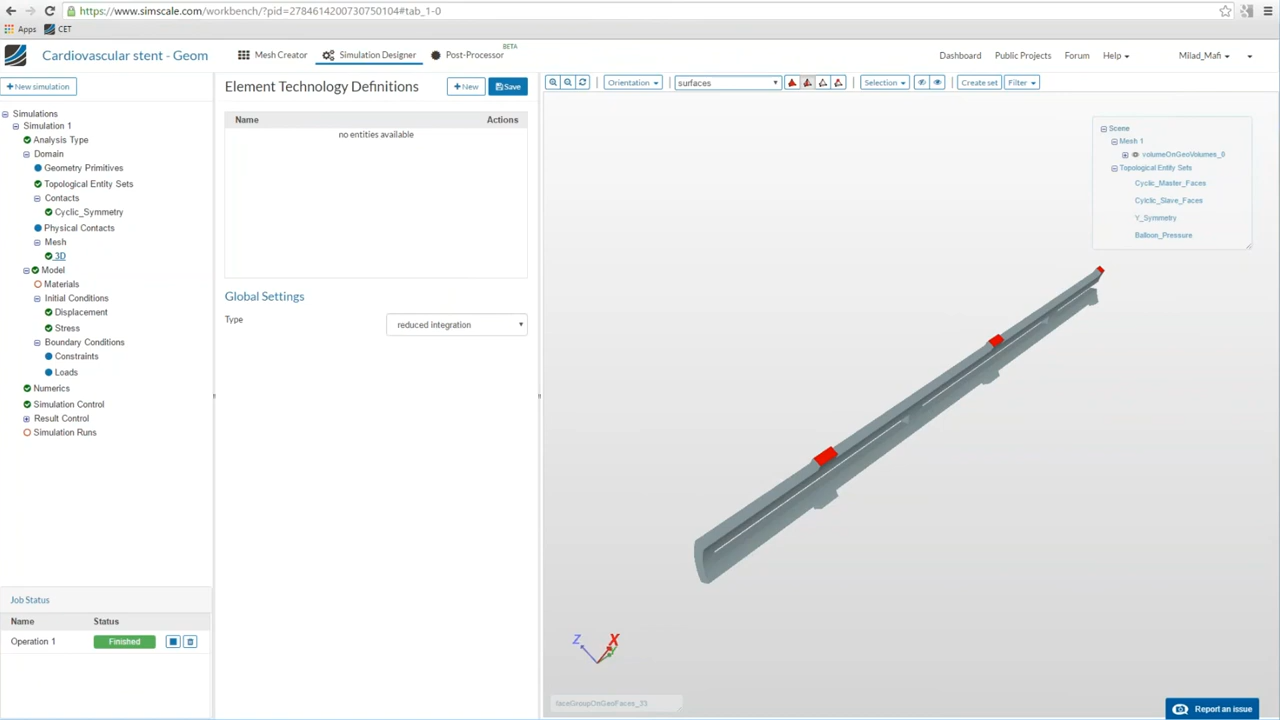 https://www.simscale.com/workbench/?pid=2784614200730750104#tab_1-0
Apps CET
Cardiovascular stent - Geom Mesh Creator Simulation Designer Post-Processor BETA Dashboard Public Projects Forum Help Milad_Mafi
+ New simulation
Element Technology Definitions + New Save
Orientation surfaces Selection Create set Filter
Simulations
Simulation 1
Analysis Type
Domain
Geometry Primitives
Topological Entity Sets
Contacts
Cyclic_Symmetry
Physical Contacts
Mesh
3D
Model
Materials
Initial Conditions
Displacement
Stress
Boundary Conditions
Constraints
Loads
Numerics
Simulation Control
Result Control
Simulation Runs
Name Actions
no entities available
Global Settings
Type reduced integration
Scene
Mesh 1
volumeOnGeoVolumes_0
Topological Entity Sets
Cyclic_Master_Faces
Cylclic_Slave_Faces
Y_Symmetry
Balloon_Pressure
Z X
Job Status
Name Status
Operation 1 Finished
faceGroupOnGeoFaces_33
Report an issue